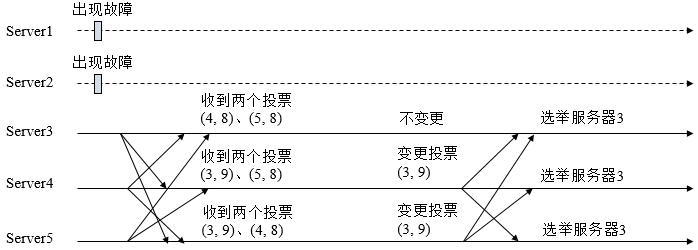 出现故障
Server1
出现故障
Server2
收到两个投票
(4, 8)、(5, 8)
不变更
选举服务器3
Server3
收到两个投票
(3, 9)、(5, 8)
变更投票
(3, 9)
选举服务器3
Server4
收到两个投票
(3, 9)、(4, 8)
变更投票
(3, 9)
选举服务器3
Server5